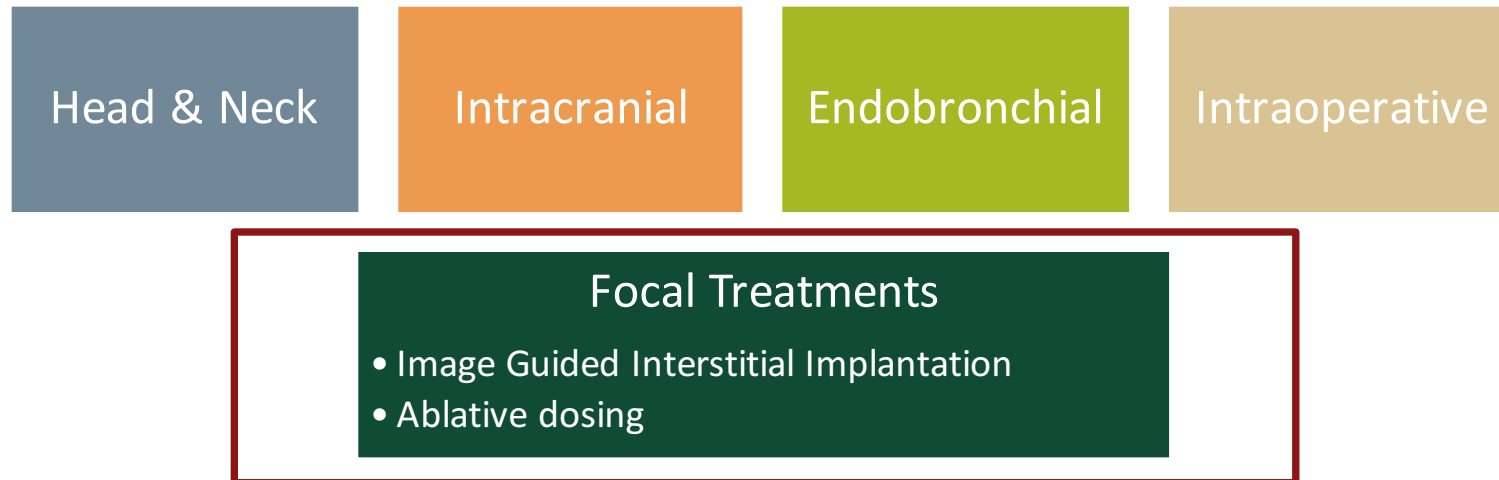 Head & Neck
Intracranial
Endobronchial
Intraoperative
Focal Treatments
• Image Guided Interstitial Implantation
• Ablative dosing